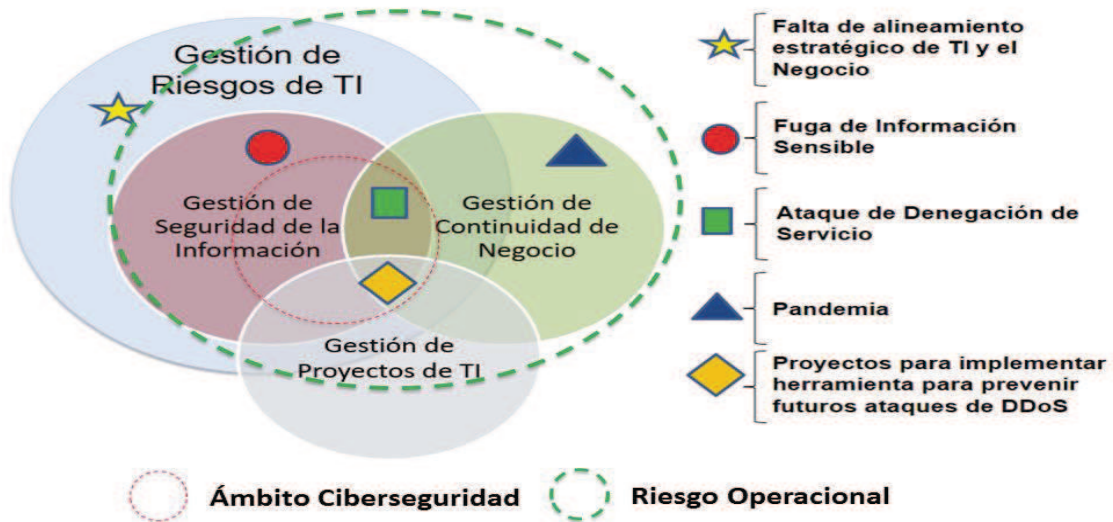 Gestión de
Riesgos de TI
Gestión de
Seguridad de la
Información
Gestión de
Continuidad de
Negocio
Gestión de
Proyectos de TI
Falta de alineamiento
estratégico de TI y el
Negocio
Fuga de Información
Sensible
Ataque de Denegación de
Servicio
Pandemia
Proyectos para implementar
herramienta para prevenir
futuros ataques de DDoS
Ámbito Ciberseguridad
Riesgo Operacional